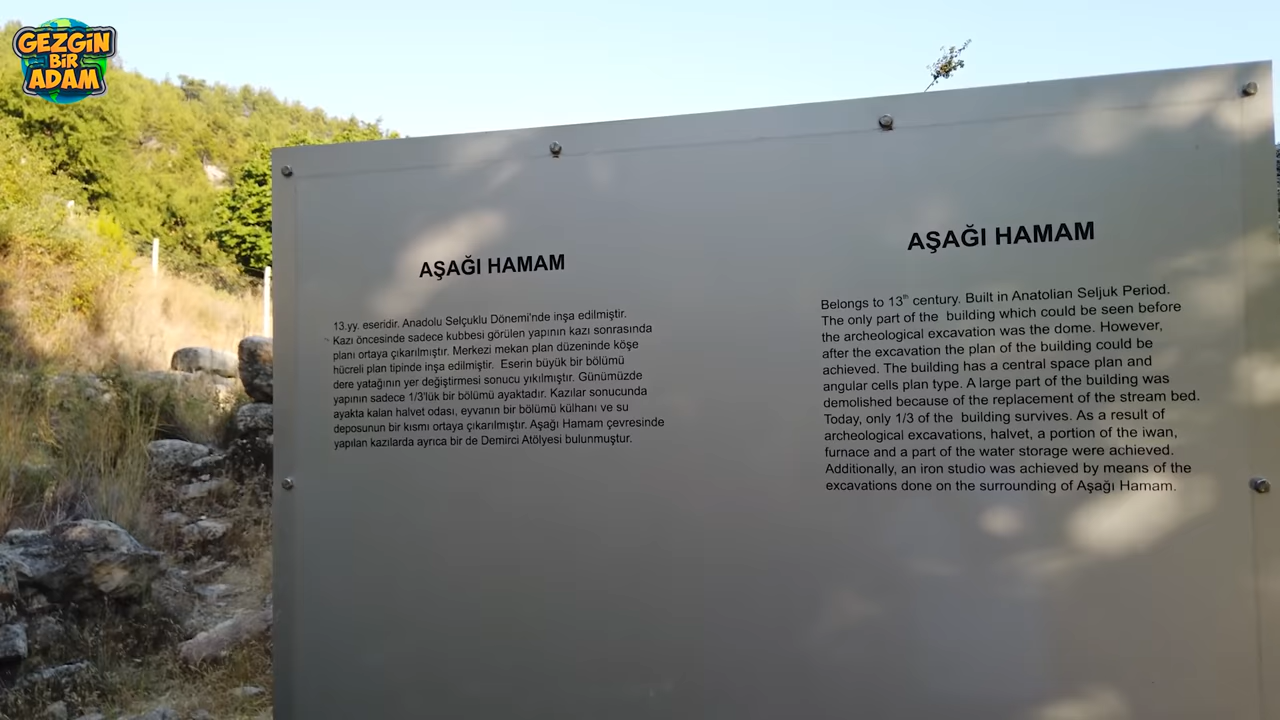 GEZGiN
BiR
ADAM
AŞAĞI HAMAM
13.yy. eseridir. Anadolu Selçuklu Dönemi'nde inşa edilmiştir.
Kazı öncesinde sadece kubbesi görülen yapının kazı sonrasında
planı ortaya çıkarılmıştır. Merkezi mekan plan düzeninde köşe
hücreli plan tipinde inşa edilmiştir. Eserin büyük bir bölümü
dere yatağının yer değiştirmesi sonucu yıkılmıştır. Günümüzde
yapının sadece 1/3'lük bir bölümü ayaktadır. Kazılar sonucunda
ayakta kalan halvet odası, eyvanın bir bölümü külhanı ve su
deposunun bir kısmı ortaya çıkarılmıştır. Aşağı Hamam çevresinde
yapılan kazılarda ayrıca bir de Demirci Atölyesi bulunmuştur.
AŞAĞI HAMAM
Belongs to 13th century. Built in Anatolian Seljuk Period.
The only part of the building which could be seen before
the archeological excavation was the dome. However,
after the excavation the plan of the building could be
achieved. The building has a central space plan and
angular cells plan type. A large part of the building was
demolished because of the replacement of the stream bed.
Today, only 1/3 of the building survives. As a result of
archeological excavations, halvet, a portion of the iwan,
furnace and a part of the water storage were achieved.
Additionally, an iron studio was achieved by means of the
excavations done on the surrounding of Aşağı Hamam.